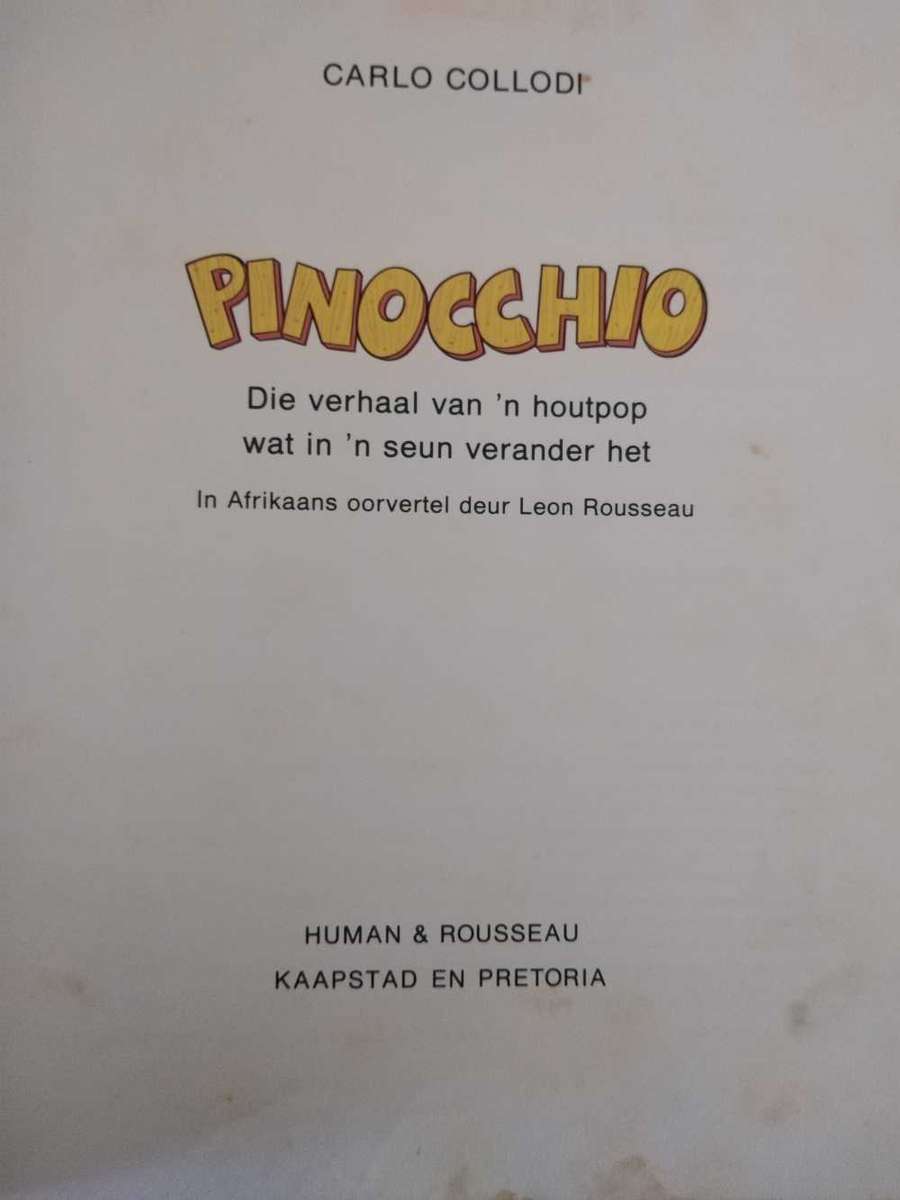 CARLO COLLODI
PINOCCHIO
Die verhaal van 'n houtpop
wat in 'n seun verander het
In Afrikaans oorvertel deur Leon Rousseau
HUMAN & ROUSSEAU
KAAPSTAD EN PRETORIA